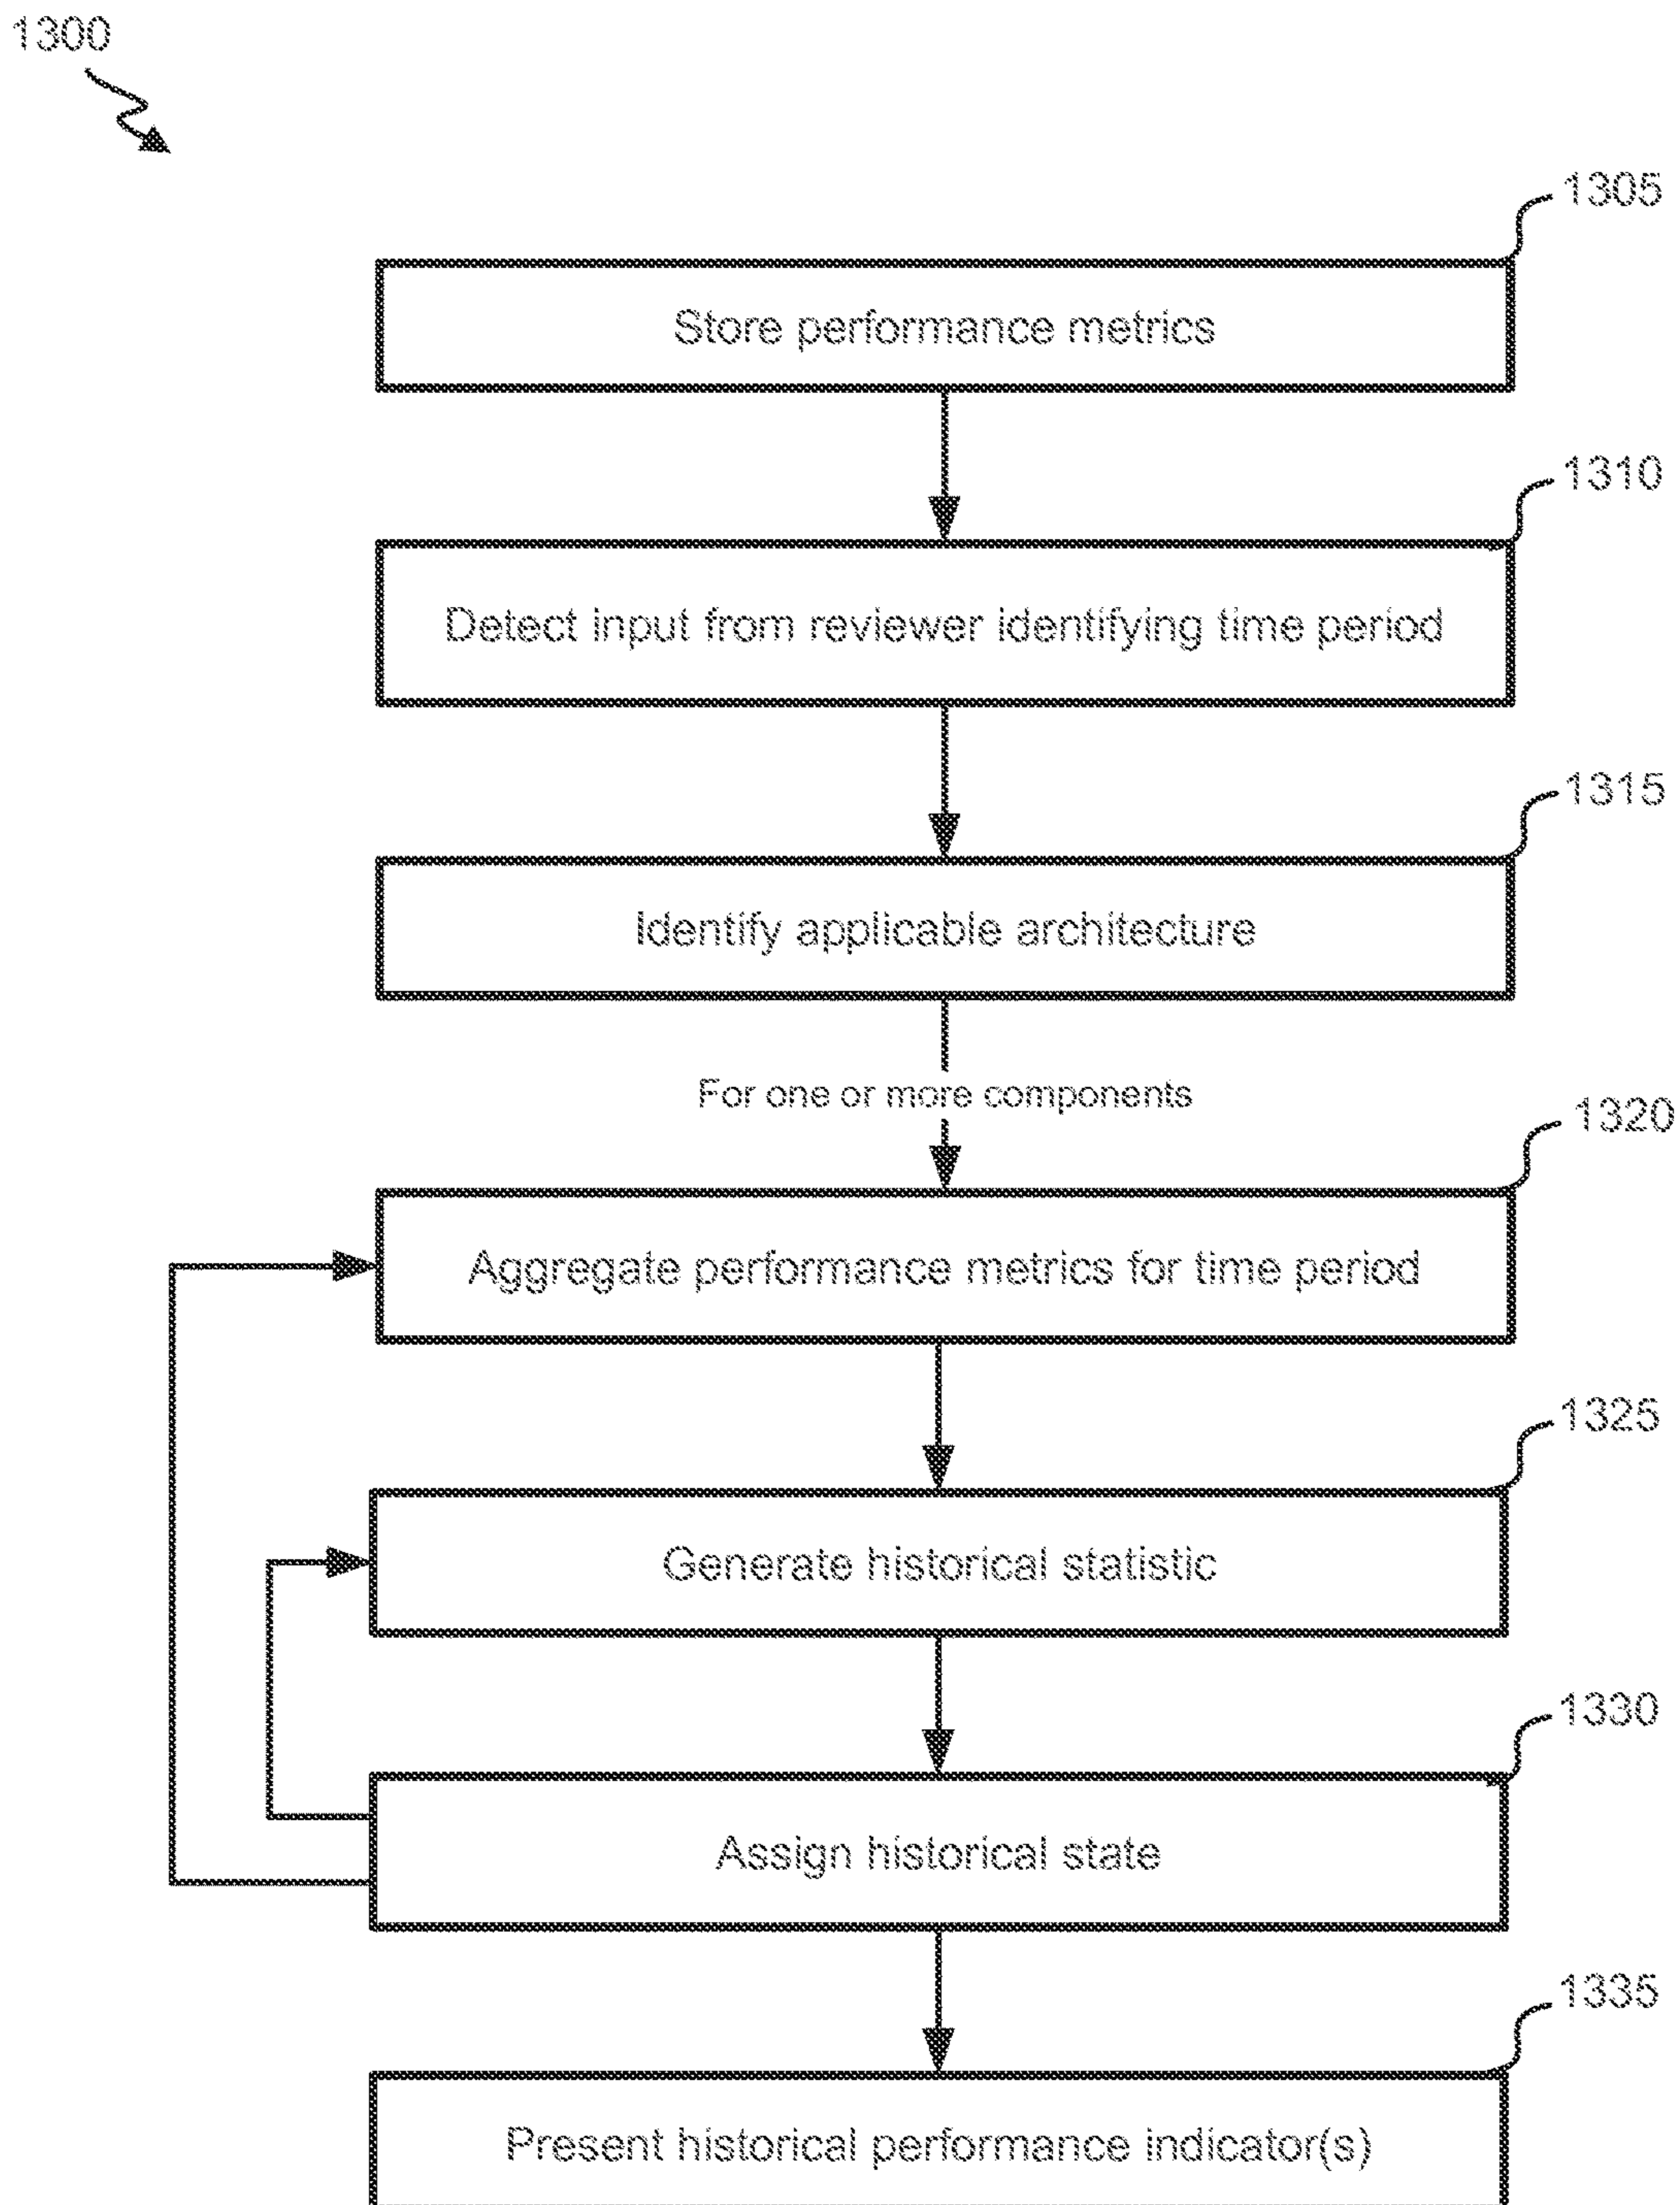 1300
1305
Store performance metrics
1310
Detect input from reviewer identifying time period
1315
Identify applicable architecture
For one or more components
1320
Aggregate performance metrics for time period
1325
Generate historical statistic
1330
Assign historical state
1335
Present historical performance indicator(s)